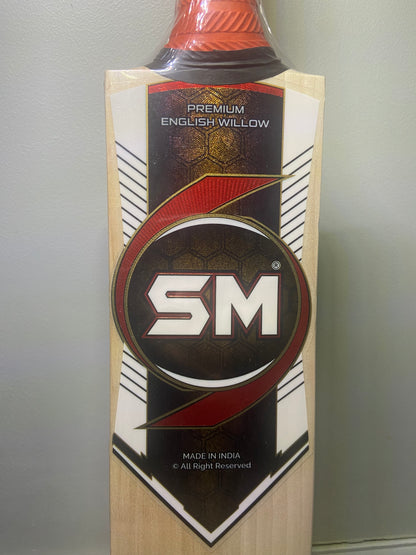 PREMIUM
ENGLISH WILLOW
SM
MADE IN INDIA
© All Right Reserved